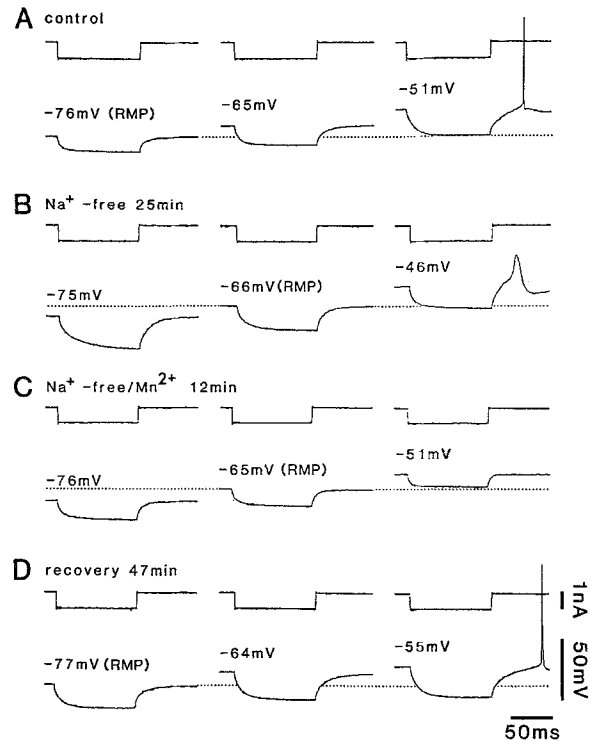 A control
-76mV (RMP)
-65mV
-51mV
B Na+ -free 25min
-75mV
-66mV(RMP)
-46mV
C Na+ -free/Mn2+ 12min
-76mV
-65mV (RMP)
-51mV
D recovery 47min
-77mV(RMP)
-64mV
-55mV
1nA
50mV
50ms